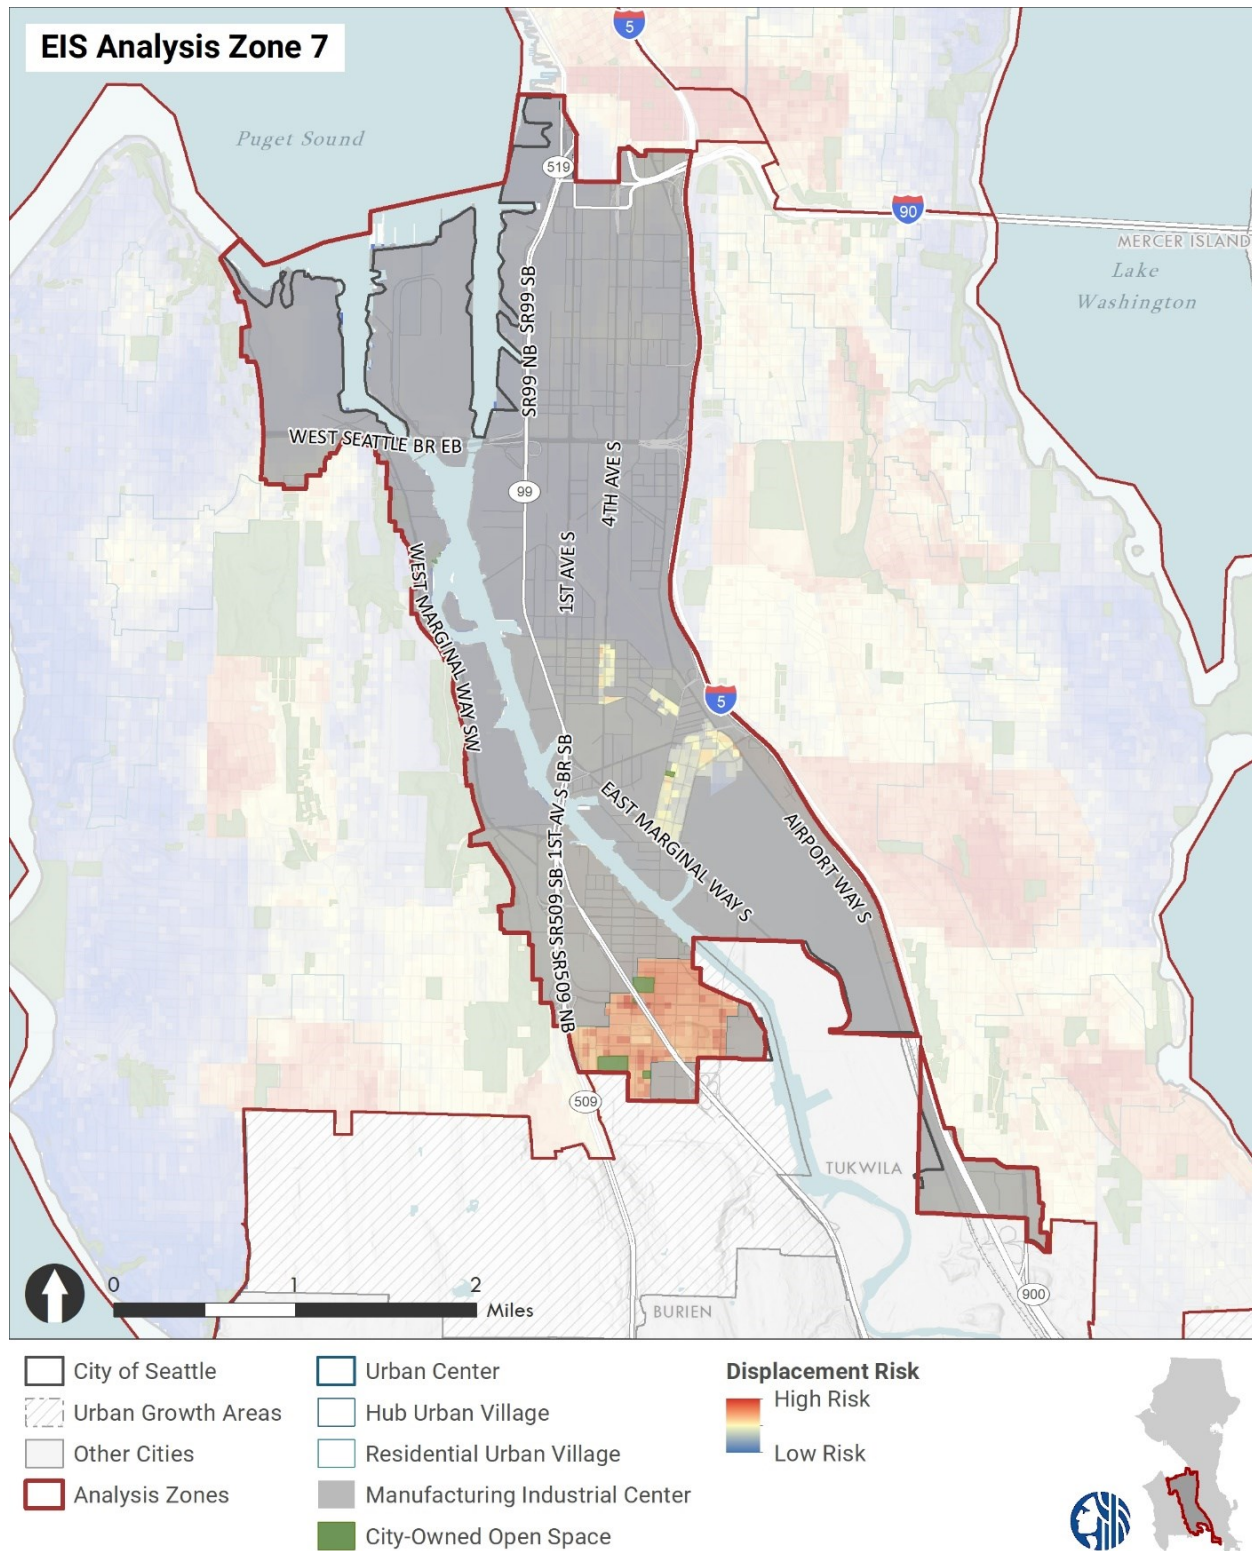 EIS Analysis Zone 7
5
Puget Sound
519
90
MERCER ISLAND
Lake
Washington
SR99 NB SR99 SB
WEST SEATTLE BR EB
99
4TH AVE S
1ST AVE S
WEST MARGINAL WAY SW
5
SR509 NB SR509 SB 1ST AV S BR SB
EAST MARGINAL WAY S
AIRPORT WAY S
509
TUKWILA
900
BURIEN
0 1 2
Miles
City of Seattle
Urban Growth Areas
Other Cities
Analysis Zones
Urban Center
Hub Urban Village
Residential Urban Village
Manufacturing Industrial Center
City-Owned Open Space
Displacement Risk
High Risk
Low Risk